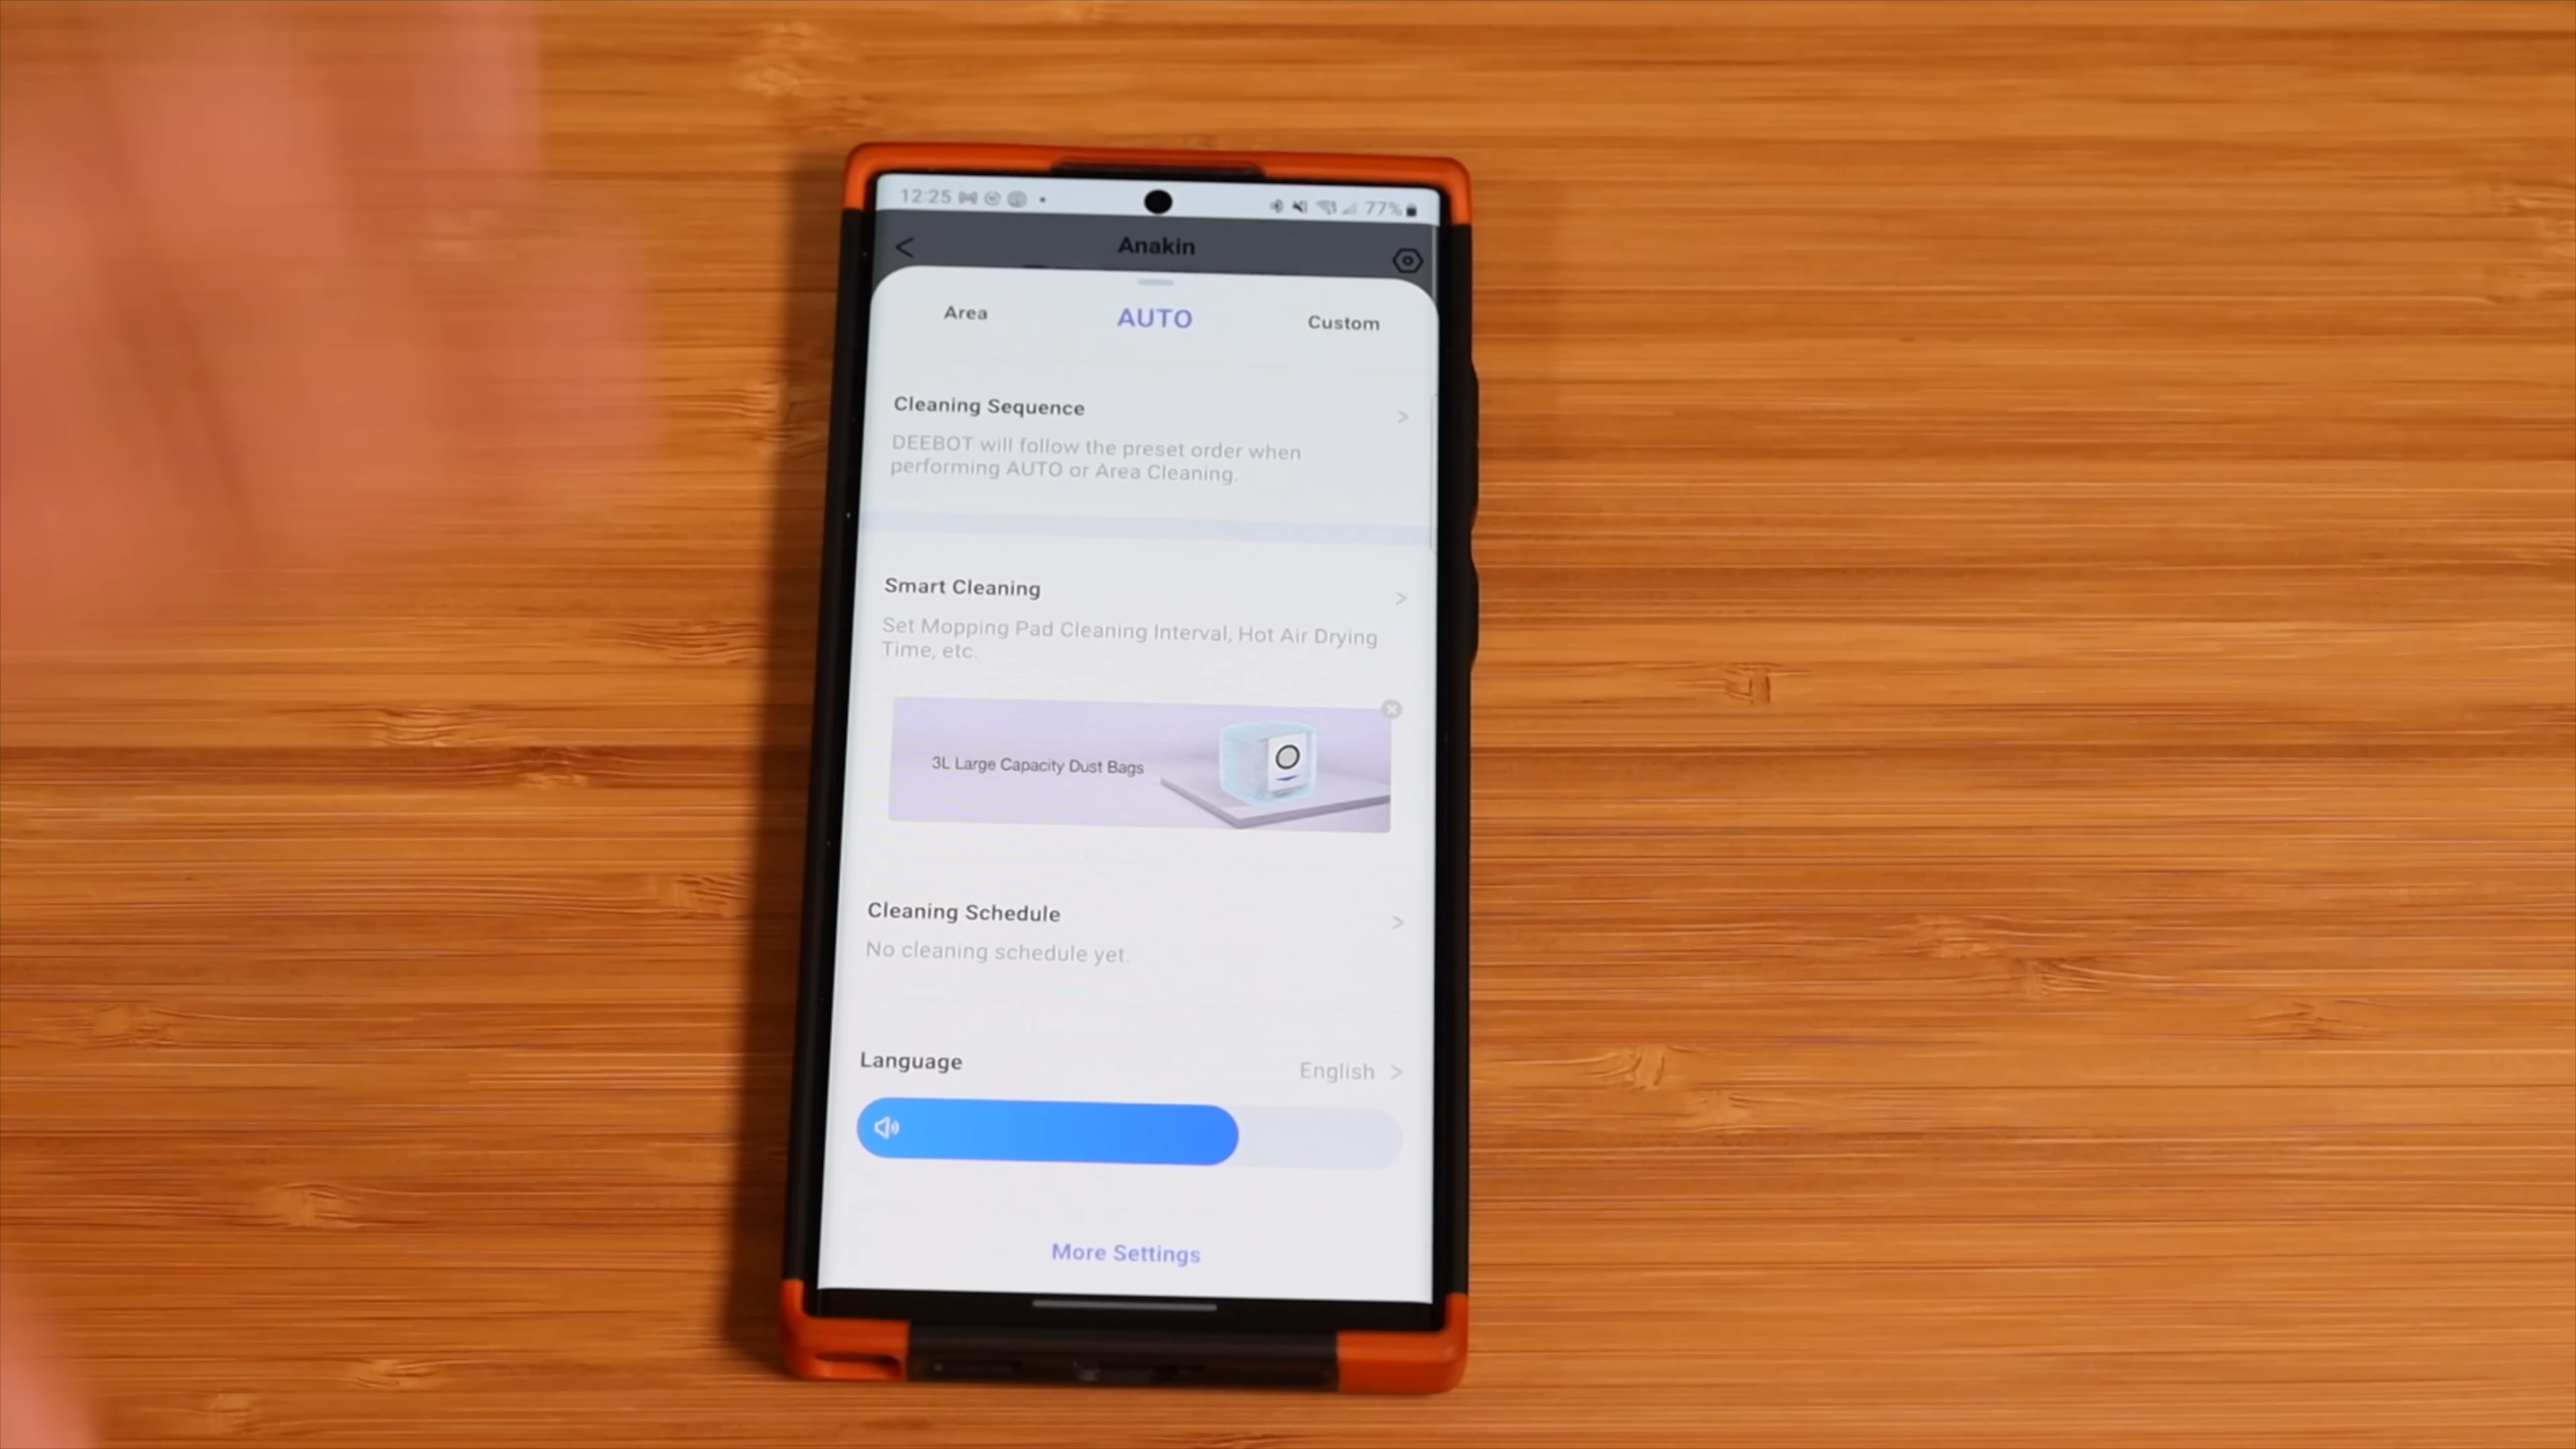 12:25
77%
Anakin
Area AUTO Custom
Cleaning Sequence
DEEBOT will follow the preset order when
performing AUTO or Area Cleaning.
Smart Cleaning
Set Mopping Pad Cleaning Interval, Hot Air Drying
Time, etc.
3L Large Capacity Dust Bags
Cleaning Schedule
No cleaning schedule yet.
Language English
More Settings